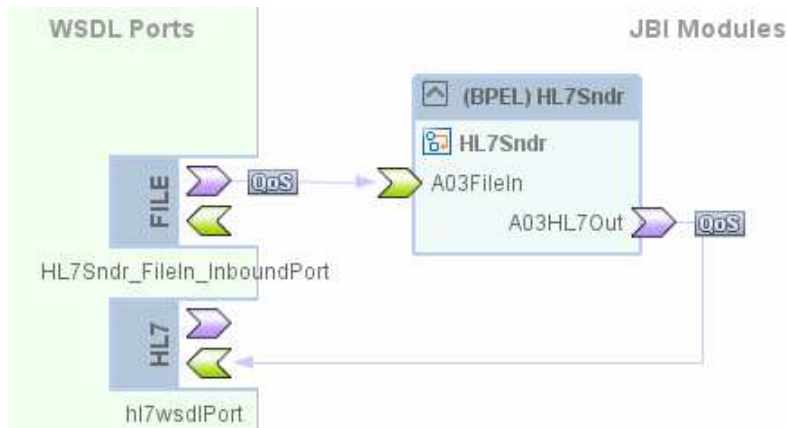 WSDL Ports
JBI Modules
(BPEL) HL7Sndr
HL7Sndr
FILE
QoS
A03FileIn
A03HL7Out
QoS
HL7Sndr_FileIn_InboundPort
HL7
hl7wsdlPort